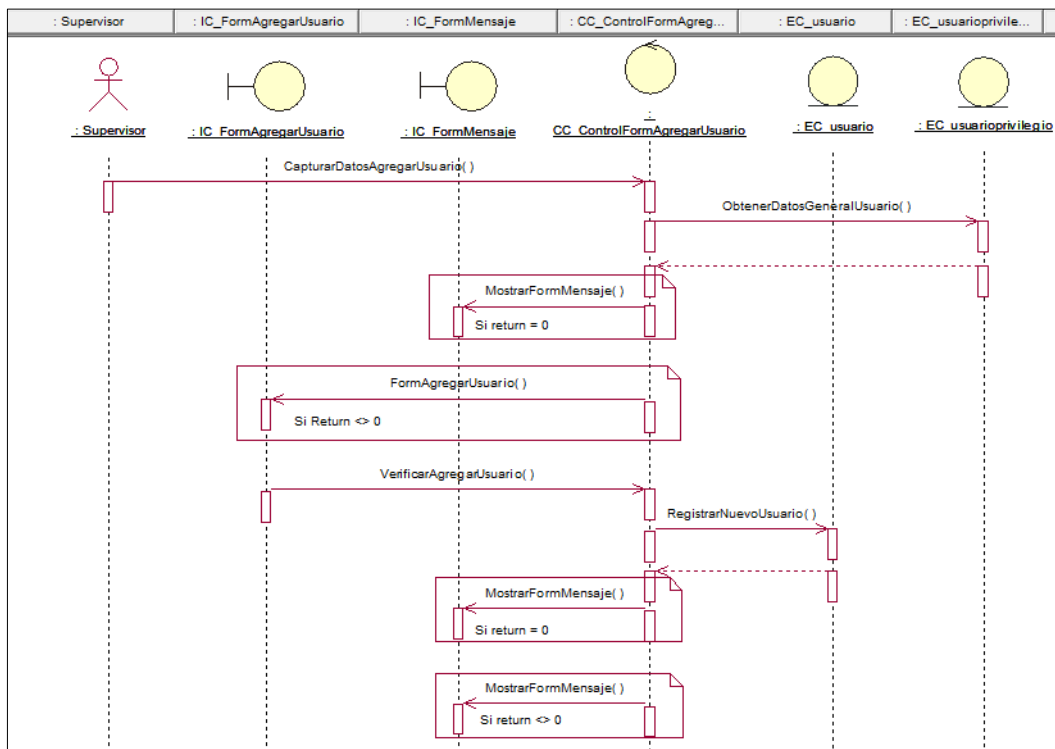 : Supervisor
: IC_FormAgregarUsuario
: IC_FormMensaje
: CC_ControlFormAgreg...
: EC_usuario
: EC_usuarioprivile...
: Supervisor
: IC_FormAgregarUsuario
: IC_FormMensaje
:
CC_ControlFormAgregarUsuario
: EC_usuario
: EC_usuarioprivilegio
CapturarDatosAgregarUsuario( )
ObtenerDatosGeneralUsuario( )
MostrarFormMensaje( )
Si return = 0
FormAgregarUsuario( )
Si Return <> 0
VerificarAgregarUsuario( )
RegistrarNuevoUsuario( )
MostrarFormMensaje( )
Si return = 0
MostrarFormMensaje( )
Si return <> 0